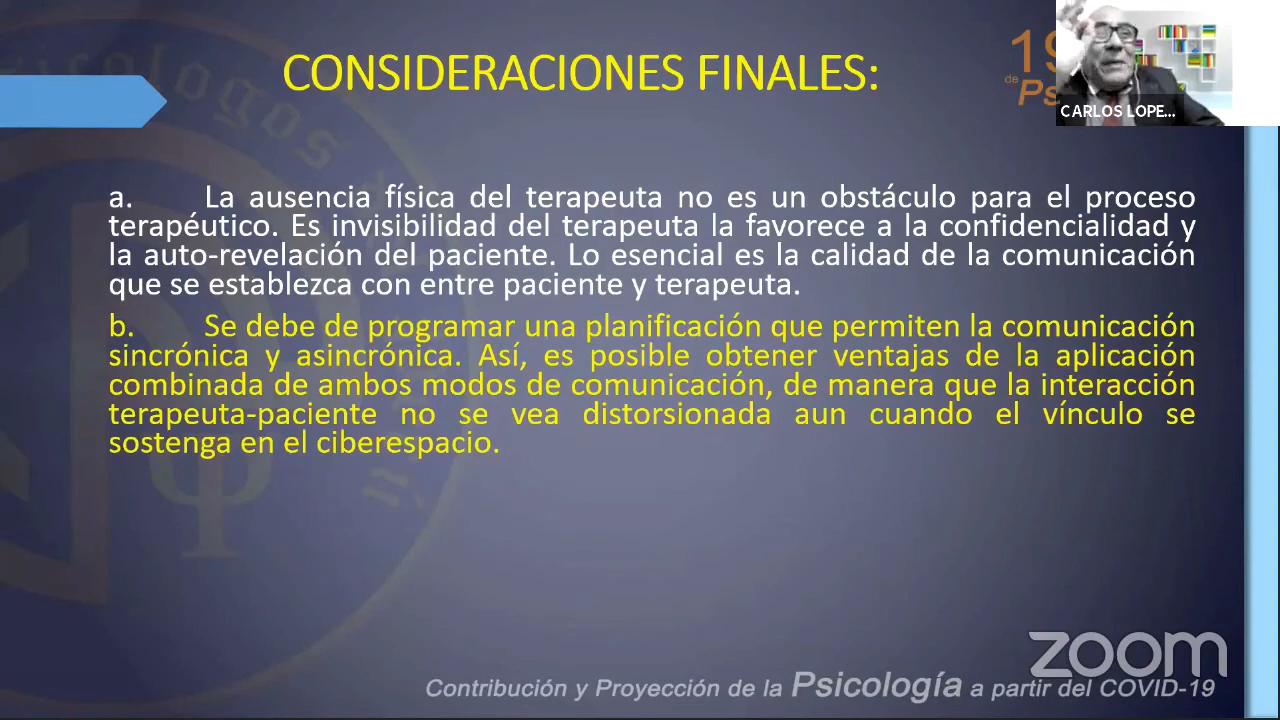 CONSIDERACIONES FINALES:
19
de
Ps
CARLOS LOPE...
a. La ausencia física del terapeuta no es un obstáculo para el proceso
terapéutico. Es invisibilidad del terapeuta la favorece a la confidencialidad y
la auto-revelación del paciente. Lo esencial es la calidad de la comunicación
que se establezca con entre paciente y terapeuta.
b. Se debe de programar una planificación que permiten la comunicación
sincrónica y asincrónica. Así, es posible obtener ventajas de la aplicación
combinada de ambos modos de comunicación, de manera que la interacción
terapeuta-paciente no se vea distorsionada aun cuando el vínculo se
sostenga en el ciberespacio.
zoom
Contribución y Proyección de la Psicología a partir del COVID-19